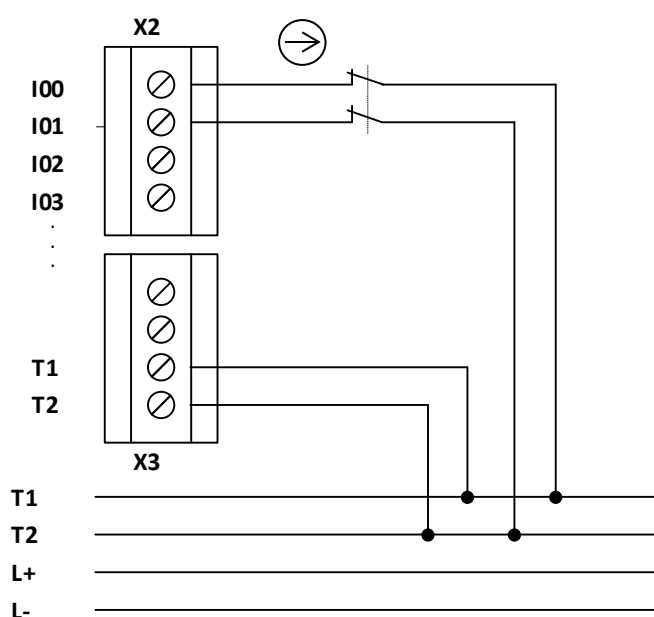 X2
I00
I01
I02
I03
.
.
.
T1
T2
X3
T1
T2
L+
L-